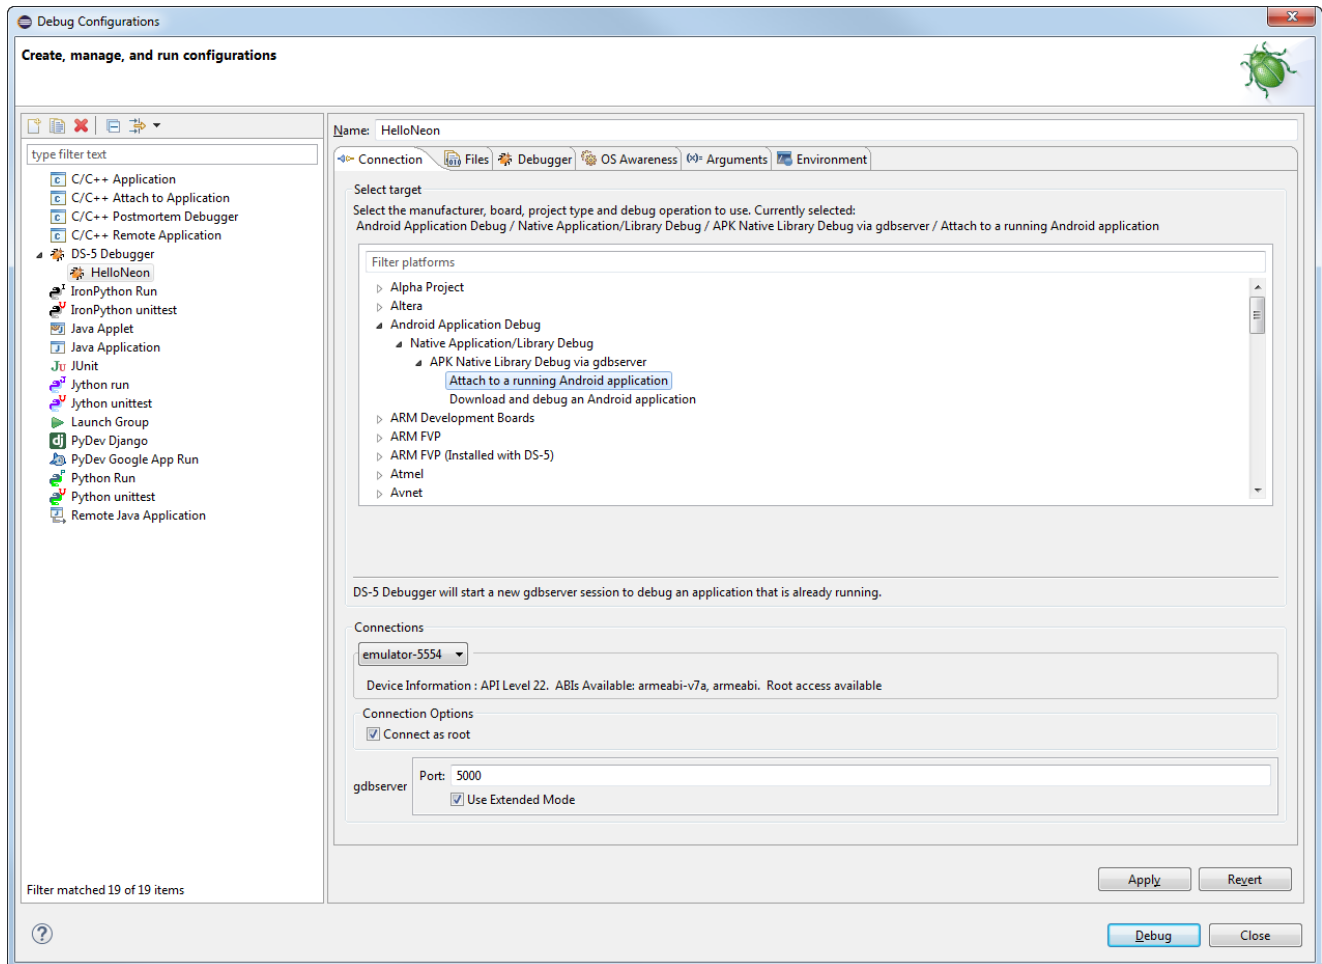 Debug Configurations
Create, manage, and run configurations
type filter text
C/C++ Application
C/C++ Attach to Application
C/C++ Postmortem Debugger
C/C++ Remote Application
DS-5 Debugger
HelloNeon
IronPython Run
IronPython unittest
Java Applet
Java Application
JUnit
Jython run
Jython unittest
Launch Group
PyDev Django
PyDev Google App Run
Python Run
Python unittest
Remote Java Application
Filter matched 19 of 19 items
Name: HelloNeon
Connection Files Debugger OS Awareness Arguments Environment
Select target
Select the manufacturer, board, project type and debug operation to use. Currently selected:
Android Application Debug / Native Application/Library Debug / APK Native Library Debug via gdbserver / Attach to a running Android application
Filter platforms
Alpha Project
Altera
Android Application Debug
Native Application/Library Debug
APK Native Library Debug via gdbserver
Attach to a running Android application
Download and debug an Android application
ARM Development Boards
ARM FVP
ARM FVP (Installed with DS-5)
Atmel
Avnet
DS-5 Debugger will start a new gdbserver session to debug an application that is already running.
Connections
emulator-5554
Device Information : API Level 22. ABIs Available: armeabi-v7a, armeabi. Root access available
Connection Options
Connect as root
gdbserver
Port: 5000
Use Extended Mode
Apply Revert
Debug Close